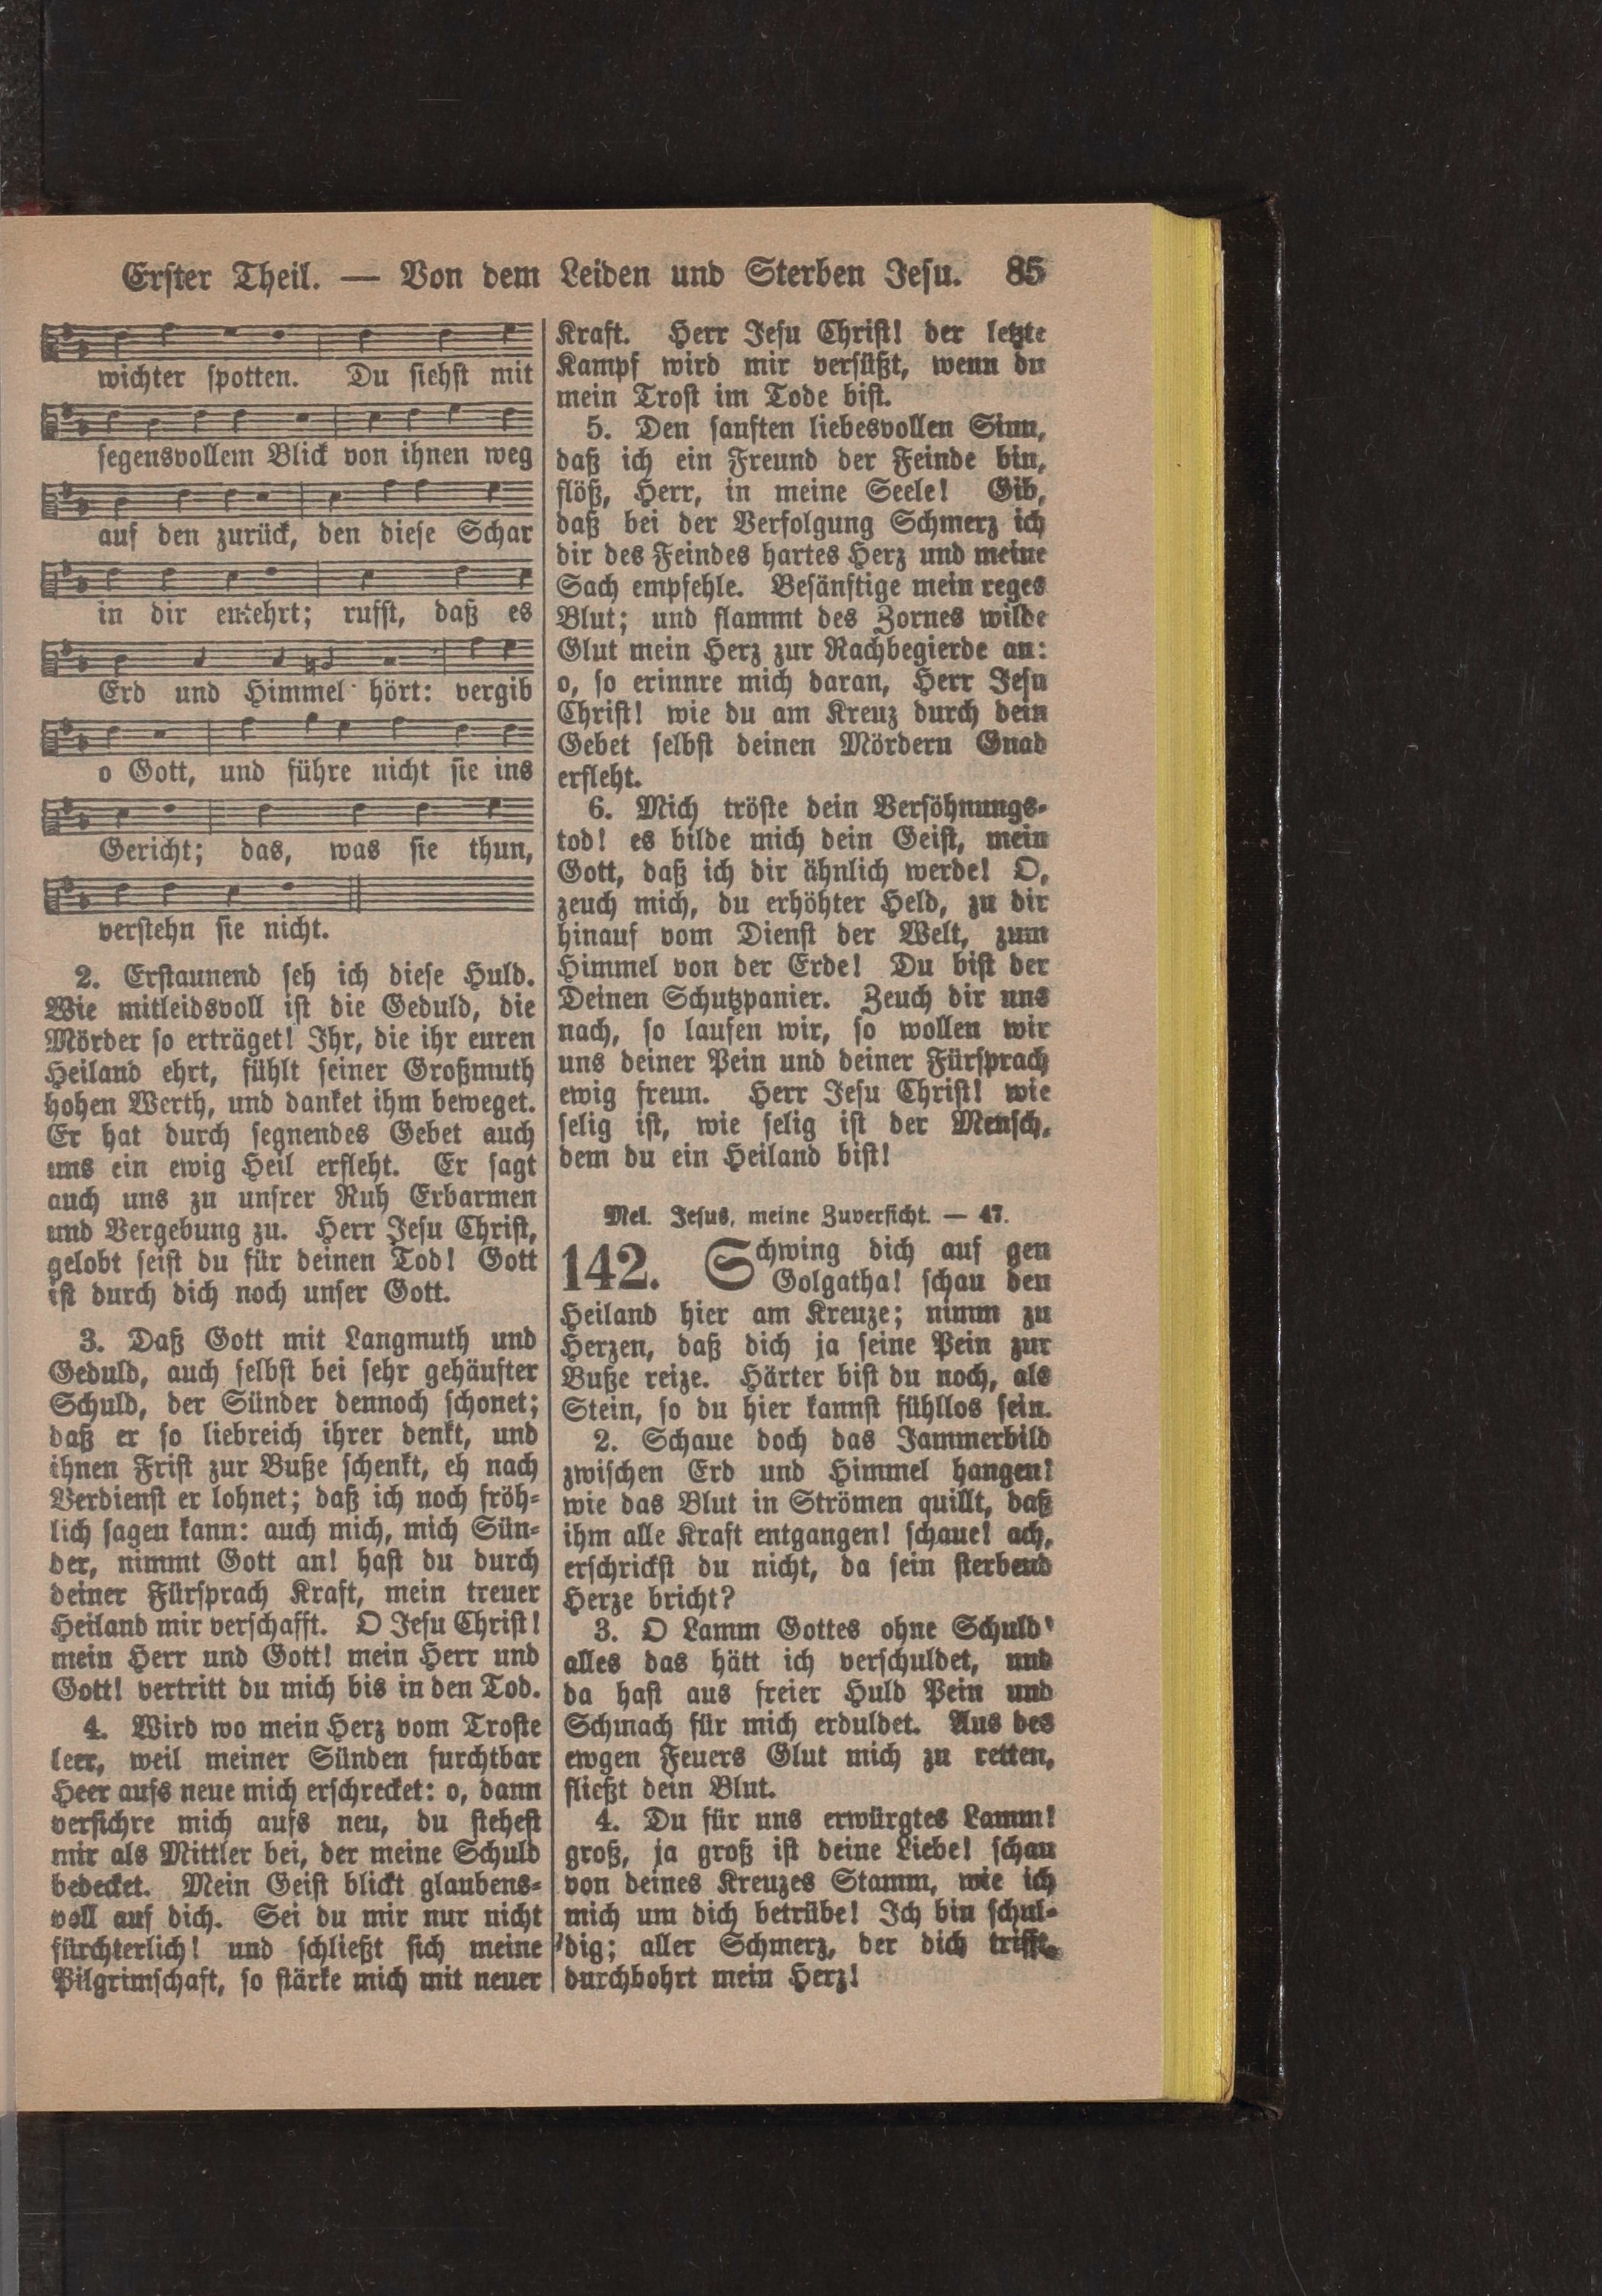 Erster Theil. — Von dem Leiden und Sterben Jesu. 85
wichter spotten. Du siehst mit
segensvollem Blick von ihnen weg
auf den zurück, den diese Schar
in dir entehrt; rufst, daß es
Erd und Himmel hört: vergib
o Gott, und führe nicht sie ins
Gericht; das, was sie thun,
verstehn sie nicht.
2. Erstaunend seh ich diese Huld.
Wie mitleidsvoll ist die Geduld, die
Mörder so erträget! Ihr, die ihr euren
Heiland ehrt, fühlt seiner Großmuth
hohen Werth, und danket ihm beweget.
Er hat durch segnendes Gebet auch
uns ein ewig Heil erfleht. Er sagt
auch uns zu unsrer Ruh Erbarmen
und Vergebung zu. Herr Jesu Christ,
gelobt seist du für deinen Tod! Gott
ist durch dich noch unser Gott.
3. Daß Gott mit Langmuth und
Geduld, auch selbst bei sehr gehäufter
Schuld, der Sünder dennoch schonet;
daß er so liebreich ihrer denkt, und
ihnen Frist zur Buße schenkt, eh nach
Verdienst er lohnet; daß ich noch fröh-
lich sagen kann: auch mich, mich Sün-
der, nimmt Gott an! hast du durch
deiner Fürsprach Kraft, mein treuer
Heiland mir verschafft. O Jesu Christ!
mein Herr und Gott! mein Herr und
Gott! vertritt du mich bis in den Tod.
4. Wird wo mein Herz vom Troste
leer, weil meiner Sünden furchtbar
Heer aufs neue mich erschrecket: o, dann
versichre mich aufs neu, du stehest
mir als Mittler bei, der meine Schuld
bedecket. Mein Geist blickt glaubens-
voll auf dich. Sei du mir nur nicht
fürchterlich! und schließt sich meine
Pilgrimschaft, so stärke mich mit neuer
Kraft. Herr Jesu Christ! der letzte
Kampf wird mir versüßt, wenn du
mein Trost im Tode bist.
5. Den sanften liebesvollen Sinn,
daß ich ein Freund der Feinde bin,
flöß, Herr, in meine Seele! Gib,
daß bei der Verfolgung Schmerz ich
dir des Feindes hartes Herz und meine
Sach empfehle. Besänftige mein reges
Blut; und flammt des Zornes wilde
Glut mein Herz zur Rachbegierde an:
o, so erinnre mich daran, Herr Jesu
Christ! wie du am Kreuz durch dein
Gebet selbst deinen Mördern Gnad
erfleht.
6. Mich tröste dein Versöhnungs-
tod! es bilde mich dein Geist, mein
Gott, daß ich dir ähnlich werde! O,
zeuch mich, du erhöhter Held, zu dir
hinauf vom Dienst der Welt, zum
Himmel von der Erde! Du bist der
Deinen Schutzpanier. Zeuch dir uns
nach, so laufen wir, so wollen wir
uns deiner Pein und deiner Fürsprach
ewig freun. Herr Jesu Christ! wie
selig ist, wie selig ist der Mensch,
dem du ein Heiland bist!
Mel. Jesus, meine Zuversicht. — 47.
142. Schwing dich auf gen
Golgatha! schau den
Heiland hier am Kreuze; nimm zu
Herzen, daß dich ja seine Pein zur
Buße reize. Härter bist du noch, als
Stein, so du hier kannst fühllos sein.
2. Schaue doch das Jammerbild
zwischen Erd und Himmel hangen!
wie das Blut in Strömen quillt, daß
ihm alle Kraft entgangen! schaue! ach,
erschrickst du nicht, da sein sterbend
Herze bricht?
3. O Lamm Gottes ohne Schuld!
alles das hätt ich verschuldet, und
da hast aus freier Huld Pein und
Schmach für mich erduldet. Aus des
ewgen Feuers Glut mich zu retten,
fließt dein Blut.
4. Du für uns erwürgtes Lamm!
groß, ja groß ist deine Liebe! schau
von deines Kreuzes Stamm, wie ich
mich um dich betrübe! Ich bin schul-
dig; aller Schmerz, der dich trifft,
durchbohrt mein Herz!